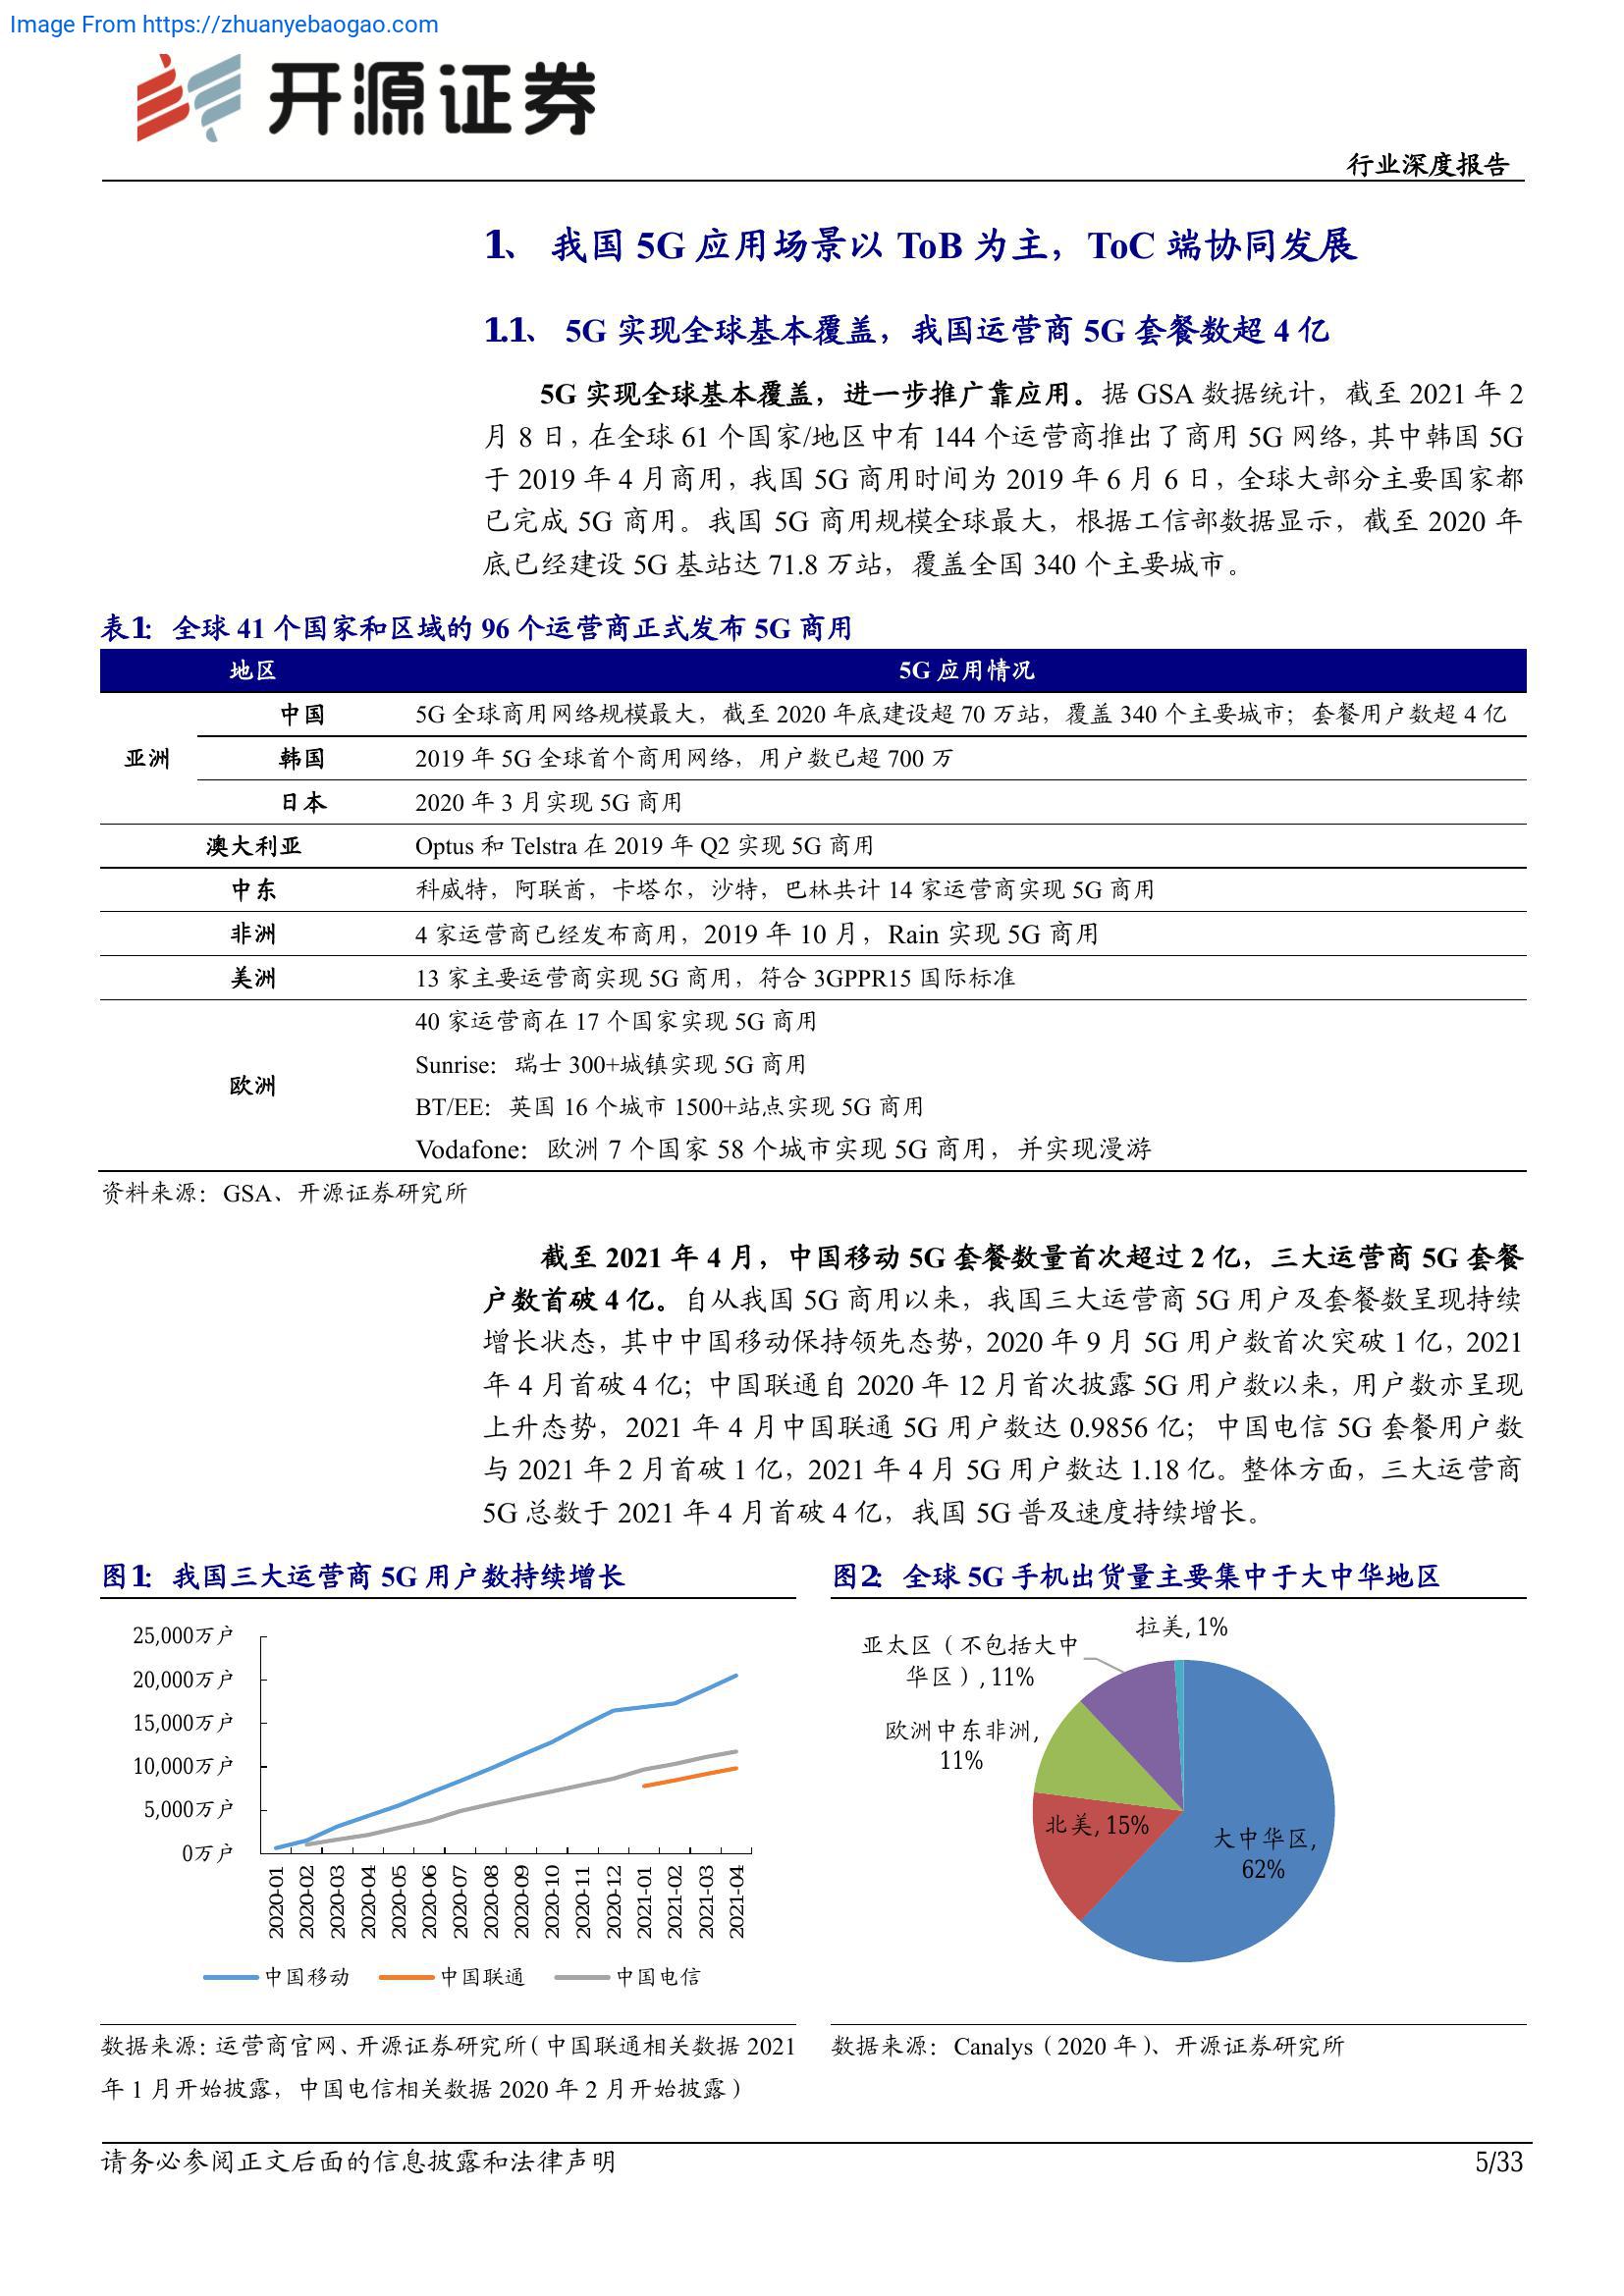 Image From https://zhuanyebaogao.com
开源证券
行业深度报告
1、 我国 5G 应用场景以 ToB 为主，ToC 端协同发展
1.1、 5G 实现全球基本覆盖，我国运营商 5G 套餐数超 4 亿
5G 实现全球基本覆盖，进一步推广靠应用。据 GSA 数据统计，截至 2021 年 2
月 8 日，在全球 61 个国家/地区中有 144 个运营商推出了商用 5G 网络，其中韩国 5G
于 2019 年 4 月商用，我国 5G 商用时间为 2019 年 6 月 6 日，全球大部分主要国家都
已完成 5G 商用。我国 5G 商用规模全球最大，根据工信部数据显示，截至 2020 年
底已经建设 5G 基站达 71.8 万站，覆盖全国 340 个主要城市。
表1：全球 41 个国家和区域的 96 个运营商正式发布 5G 商用
地区 5G 应用情况
亚洲
中国 5G 全球商用网络规模最大，截至 2020 年底建设超 70 万站，覆盖 340 个主要城市；套餐用户数超 4 亿
韩国 2019 年 5G 全球首个商用网络，用户数已超 700 万
日本 2020 年 3 月实现 5G 商用
澳大利亚 Optus 和 Telstra 在 2019 年 Q2 实现 5G 商用
中东 科威特，阿联酋，卡塔尔，沙特，巴林共计 14 家运营商实现 5G 商用
非洲 4 家运营商已经发布商用，2019 年 10 月，Rain 实现 5G 商用
美洲 13 家主要运营商实现 5G 商用，符合 3GPPR15 国际标准
欧洲
40 家运营商在 17 个国家实现 5G 商用
Sunrise：瑞士 300+城镇实现 5G 商用
BT/EE：英国 16 个城市 1500+站点实现 5G 商用
Vodafone：欧洲 7 个国家 58 个城市实现 5G 商用，并实现漫游
资料来源：GSA、开源证券研究所
截至 2021 年 4 月，中国移动 5G 套餐数量首次超过 2 亿，三大运营商 5G 套餐
户数首破 4 亿。自从我国 5G 商用以来，我国三大运营商 5G 用户及套餐数呈现持续
增长状态，其中中国移动保持领先态势，2020 年 9 月 5G 用户数首次突破 1 亿，2021
年 4 月首破 4 亿；中国联通自 2020 年 12 月首次披露 5G 用户数以来，用户数亦呈现
上升态势，2021 年 4 月中国联通 5G 用户数达 0.9856 亿；中国电信 5G 套餐用户数
与 2021 年 2 月首破 1 亿，2021 年 4 月 5G 用户数达 1.18 亿。整体方面，三大运营商
5G 总数于 2021 年 4 月首破 4 亿，我国 5G 普及速度持续增长。
图1：我国三大运营商 5G 用户数持续增长
25,000万户
20,000万户
15,000万户
10,000万户
5,000万户
0万户
2020-01
2020-02
2020-03
2020-04
2020-05
2020-06
2020-07
2020-08
2020-09
2020-10
2020-11
2020-12
2021-01
2021-02
2021-03
2021-04
中国移动 中国联通 中国电信
数据来源：运营商官网、开源证券研究所（中国联通相关数据 2021
年 1 月开始披露，中国电信相关数据 2020 年 2 月开始披露）
图2：全球 5G 手机出货量主要集中于大中华地区
拉美, 1%
亚太区（不包括大中
华区）, 11%
欧洲中东非洲,
11%
北美, 15%
大中华区,
62%
数据来源：Canalys（2020 年）、开源证券研究所
请务必参阅正文后面的信息披露和法律声明
5/33